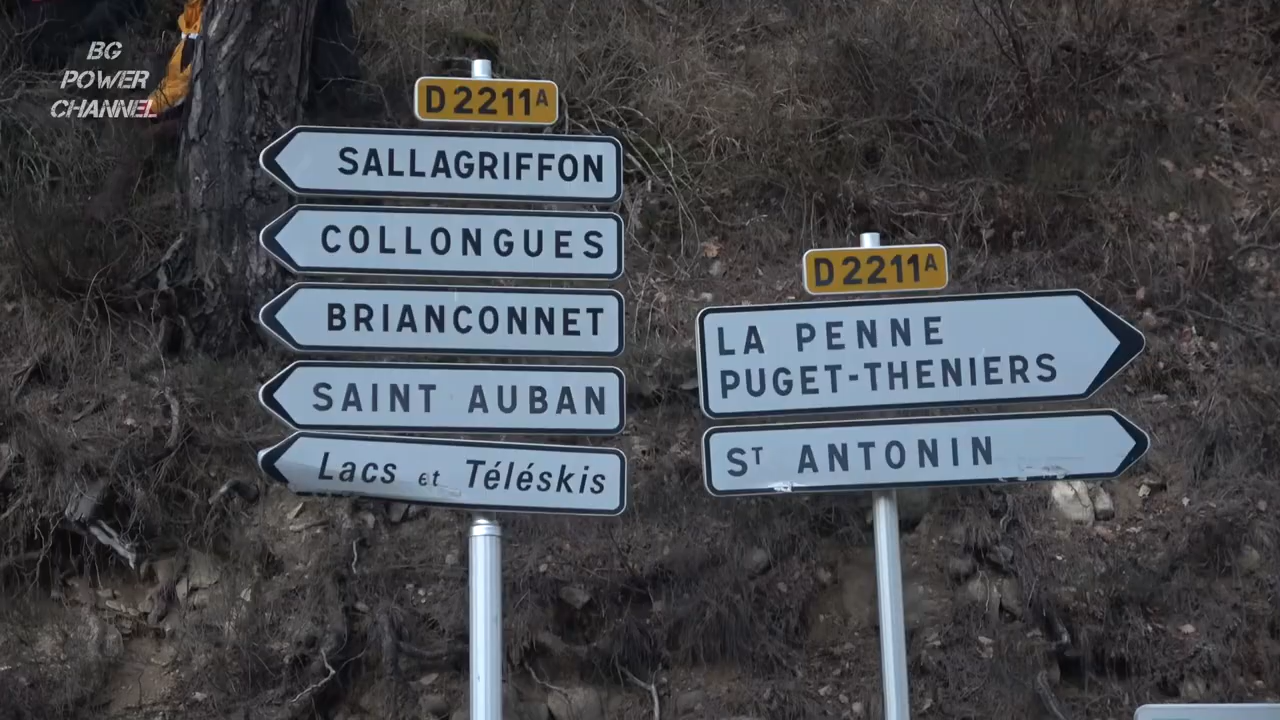 BG
POWER
CHANNEL
D2211A
SALLAGRIFFON
COLLONGUES
BRIANCONNET
SAINT AUBAN
Lacs et Téléskis
D2211A
LA PENNE
PUGET-THENIERS
ST ANTONIN